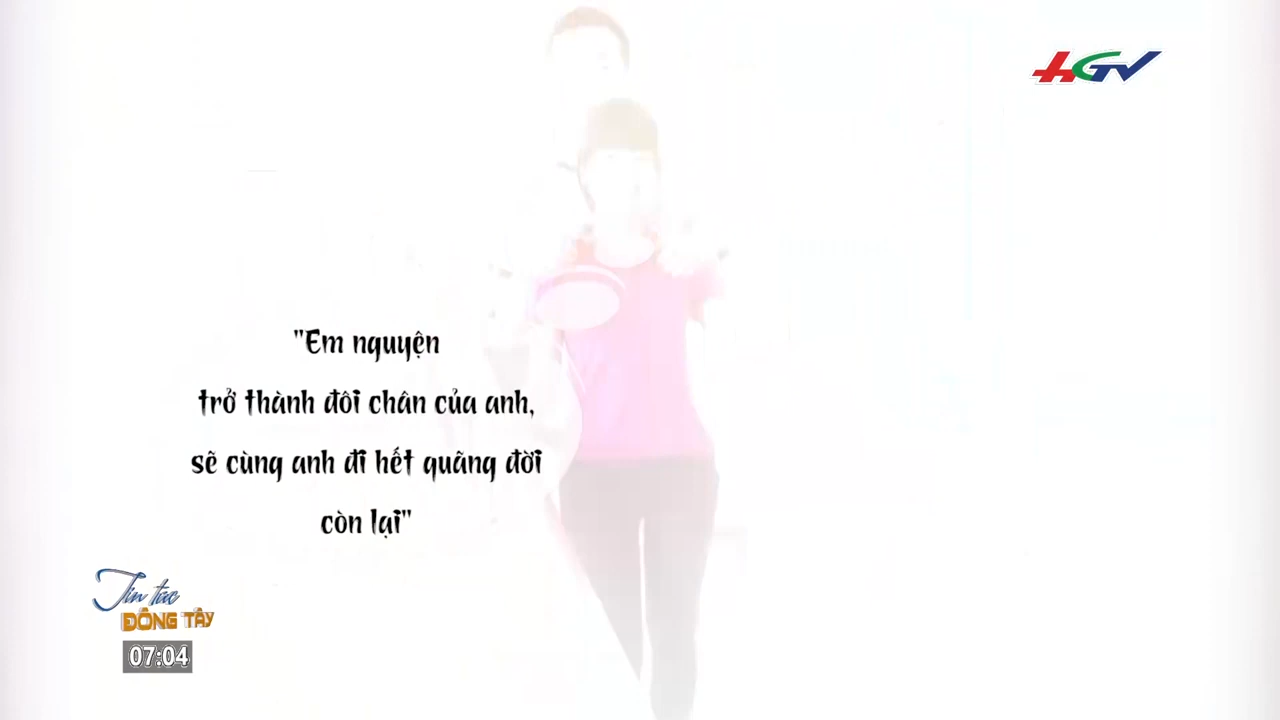 HGTV
"Em nguyện
trở thành đôi chân của anh,
sẽ cùng anh đi hết quãng đời
còn lại"
Tin tức
ĐÔNG TÂY
07:04